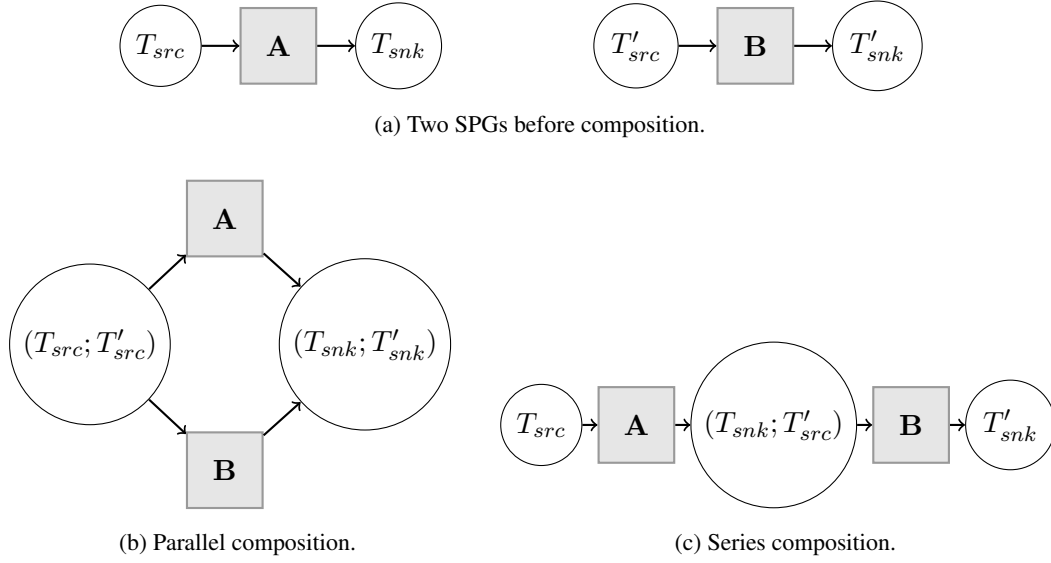 T_src A T_snk T'_src B T'_snk
(a) Two SPGs before composition.
A
(T_src; T'_src) (T_snk; T'_snk)
B
(b) Parallel composition.
T_src A (T_snk; T'_src) B T'_snk
(c) Series composition.